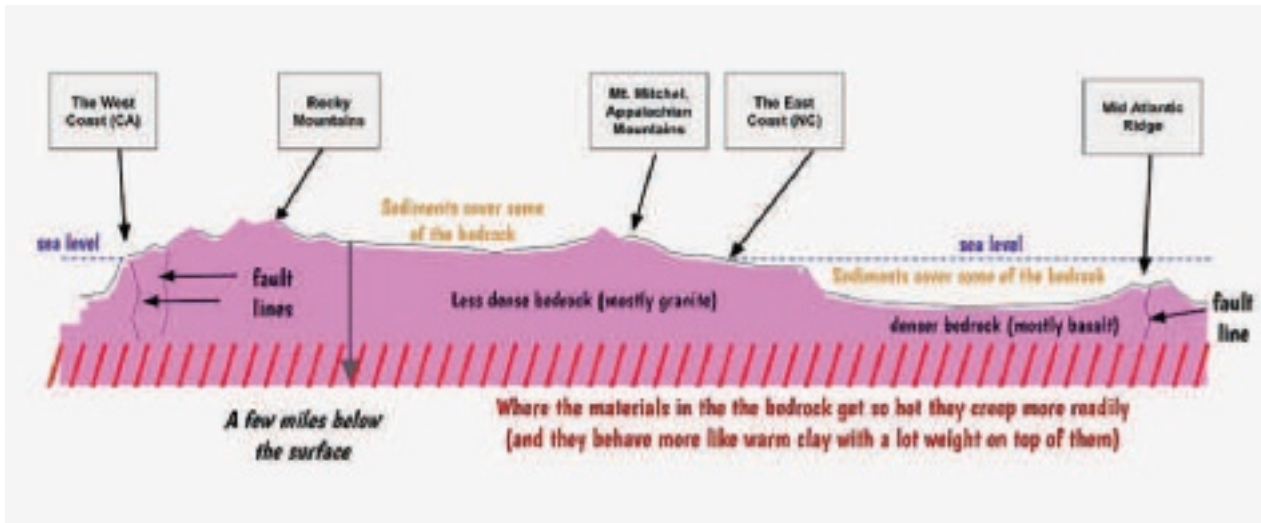 The West
Coast (CA)
Rocky
Mountains
Mt. Mitchel,
Appalachian
Mountains
The East
Coast (NC)
Mid Atlantic
Ridge
Sediments cover some
of the bedrock
sea level
sea level
Sediments cover some of the bedrock
fault
lines
Less dense bedrock (mostly granite)
denser bedrock (mostly basalt)
fault
line
A few miles below
the surface
Where the materials in the the bedrock get so hot they creep more readily
(and they behave more like warm clay with a lot weight on top of them)